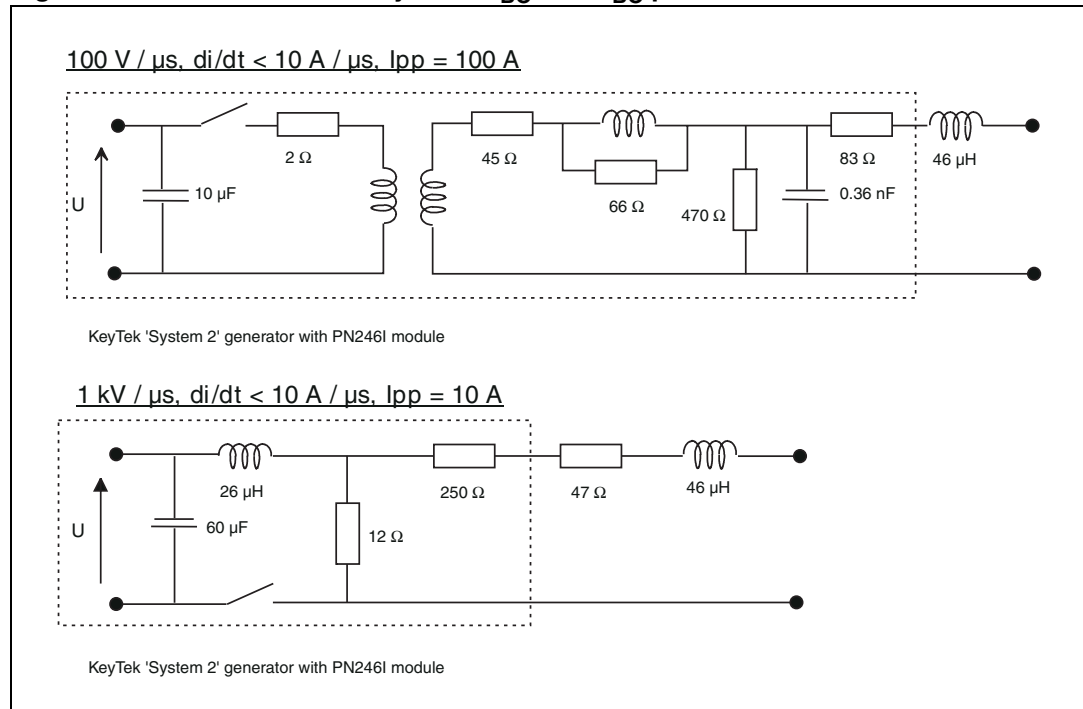 100 V / µs, di/dt < 10 A / µs, Ipp = 100 A
U
10 µF
2 Ω
45 Ω
66 Ω
470 Ω
83 Ω
0.36 nF
46 µH
KeyTek 'System 2' generator with PN246I module
1 kV / µs, di/dt < 10 A / µs, Ipp = 10 A
U
60 µF
26 µH
12 Ω
250 Ω
47 Ω
46 µH
KeyTek 'System 2' generator with PN246I module